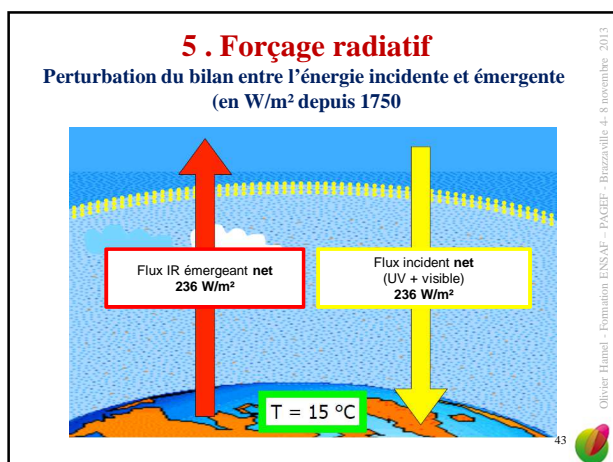 5 . Forçage radiatif
Perturbation du bilan entre l’énergie incidente et émergente
(en W/m² depuis 1750
Flux IR émergeant net
236 W/m²
Flux incident net
(UV + visible)
236 W/m²
T = 15 °C
43
Olivier Hamel - Formation ENSAF – PAGEF - Brazzaville 4- 8 novembre 2013